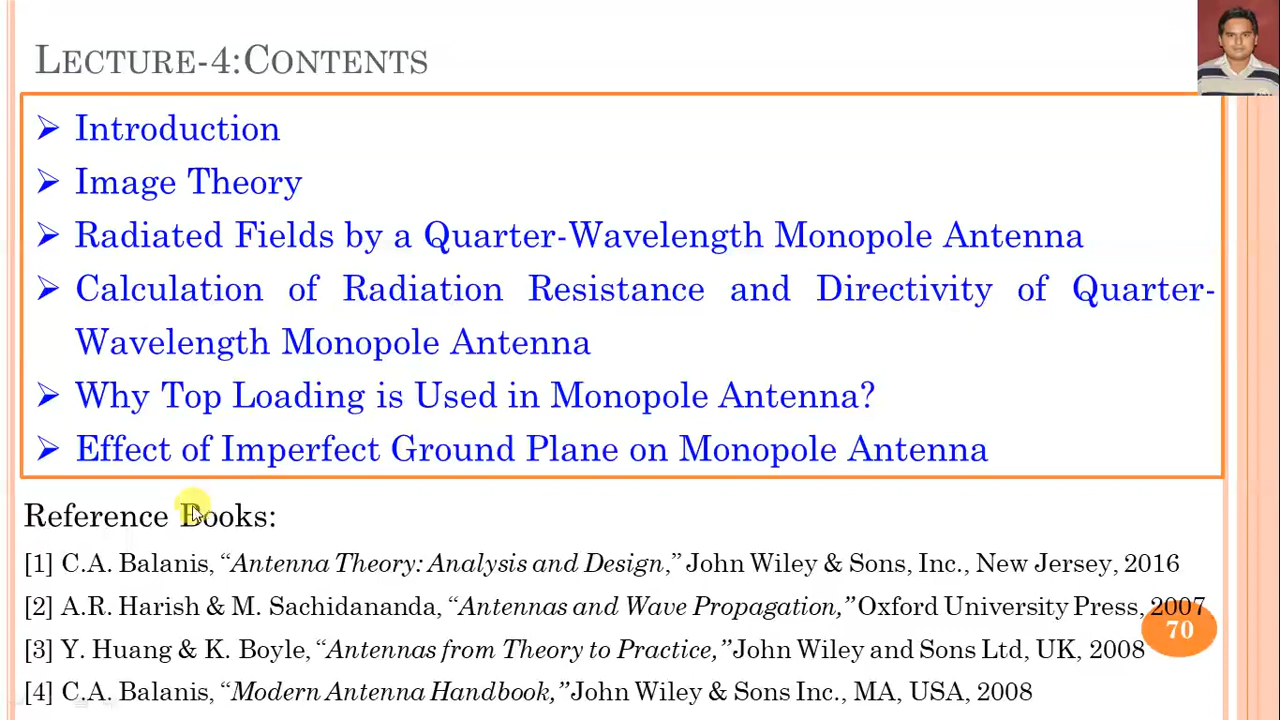 LECTURE-4:CONTENTS
➢ Introduction
➢ Image Theory
➢ Radiated Fields by a Quarter-Wavelength Monopole Antenna
➢ Calculation of Radiation Resistance and Directivity of Quarter-
Wavelength Monopole Antenna
➢ Why Top Loading is Used in Monopole Antenna?
➢ Effect of Imperfect Ground Plane on Monopole Antenna
Reference Books:
[1] C.A. Balanis, “Antenna Theory: Analysis and Design,” John Wiley & Sons, Inc., New Jersey, 2016
[2] A.R. Harish & M. Sachidananda, “Antennas and Wave Propagation,” Oxford University Press, 2007
70
[3] Y. Huang & K. Boyle, “Antennas from Theory to Practice,” John Wiley and Sons Ltd, UK, 2008
[4] C.A. Balanis, “Modern Antenna Handbook,” John Wiley & Sons Inc., MA, USA, 2008